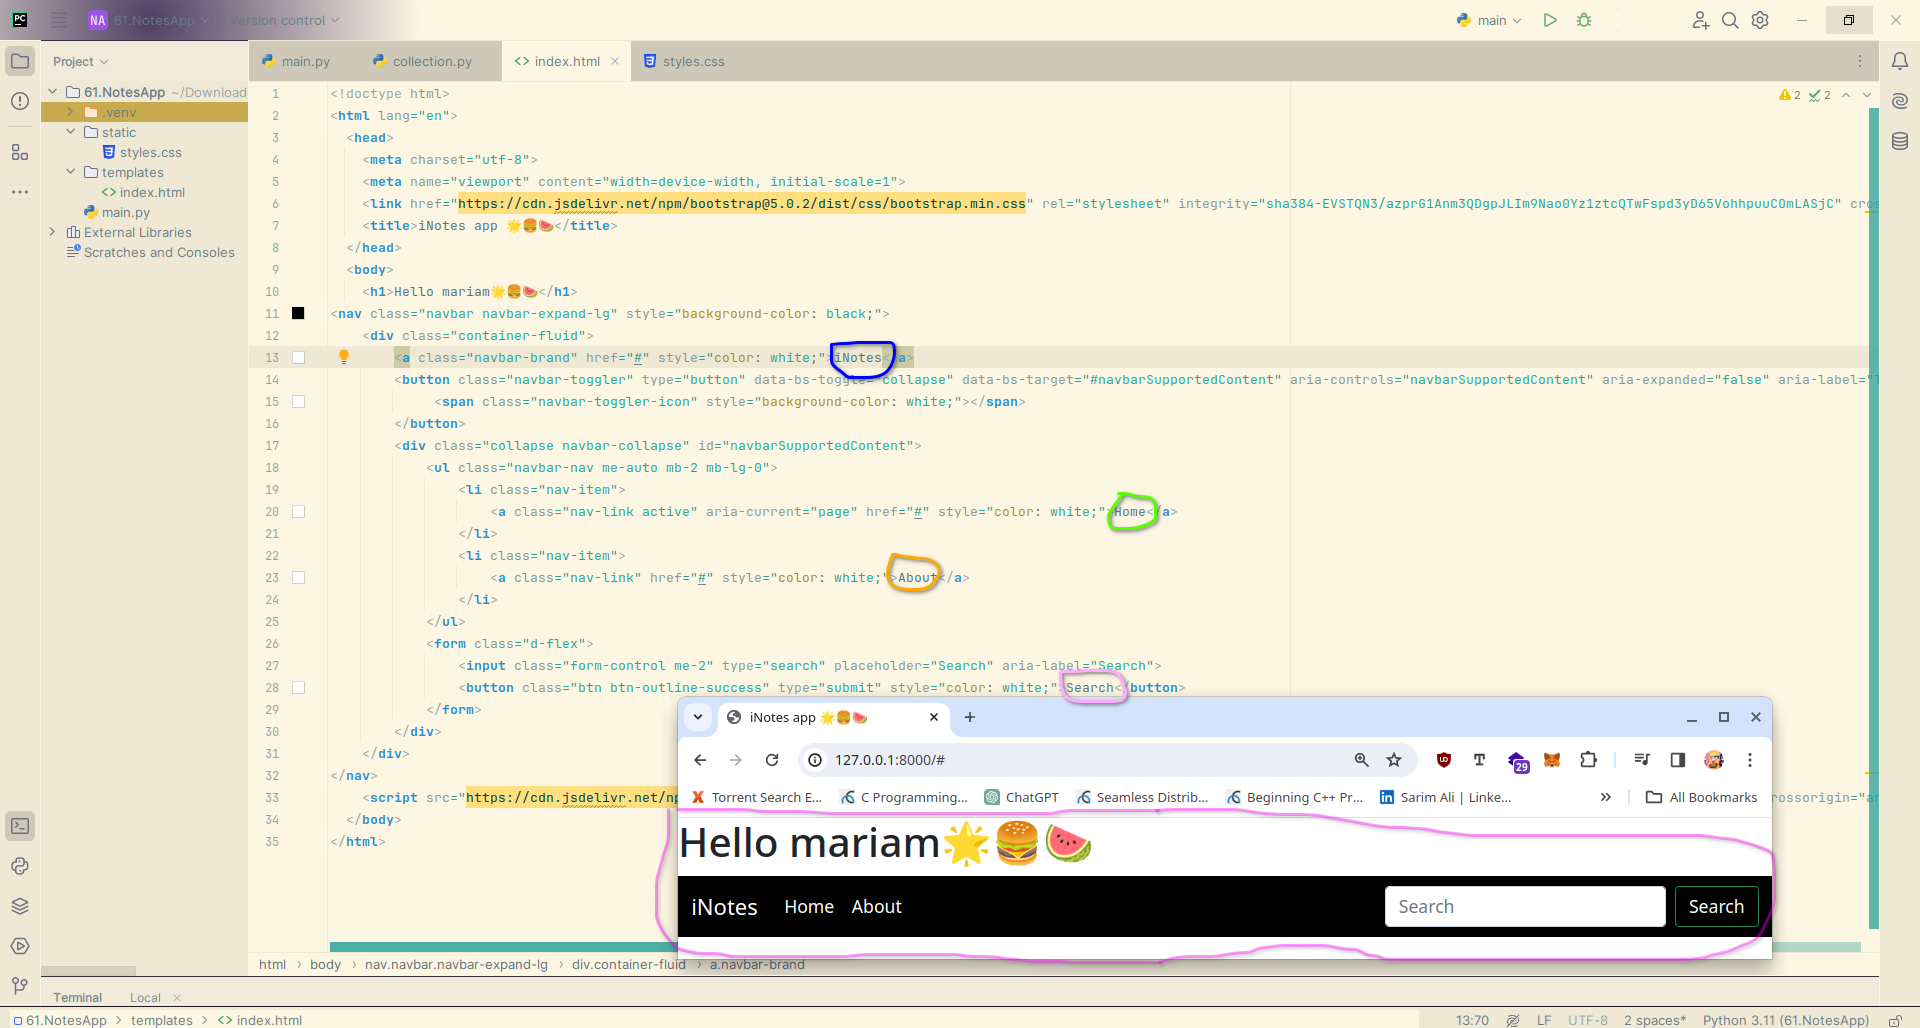 PC NA 61.NotesApp Version control main
Project
main.py collection.py index.html styles.css
61.NotesApp ~/Download
.venv
static
styles.css
templates
index.html
main.py
External Libraries
Scratches and Consoles
2 2
1 <!doctype html>
2 <html lang="en">
3 <head>
4 <meta charset="utf-8">
5 <meta name="viewport" content="width=device-width, initial-scale=1">
6 <link href="https://cdn.jsdelivr.net/npm/bootstrap@5.0.2/dist/css/bootstrap.min.css" rel="stylesheet" integrity="sha384-EVSTQN3/azprG1Anm3QDgpJLIm9Nao0Yz1ztcQTwFspd3yD65VohhpuuCOmLASjC" cros
7 <title>iNotes app 🌟🍔🍉</title>
8 </head>
9 <body>
10 <h1>Hello mariam🌟🍔🍉</h1>
11 <nav class="navbar navbar-expand-lg" style="background-color: black;">
12 <div class="container-fluid">
13 <a class="navbar-brand" href="#" style="color: white;">iNotes</a>
14 <button class="navbar-toggler" type="button" data-bs-toggle="collapse" data-bs-target="#navbarSupportedContent" aria-controls="navbarSupportedContent" aria-expanded="false" aria-label="T
15 <span class="navbar-toggler-icon" style="background-color: white;"></span>
16 </button>
17 <div class="collapse navbar-collapse" id="navbarSupportedContent">
18 <ul class="navbar-nav me-auto mb-2 mb-lg-0">
19 <li class="nav-item">
20 <a class="nav-link active" aria-current="page" href="#" style="color: white;">Home</a>
21 </li>
22 <li class="nav-item">
23 <a class="nav-link" href="#" style="color: white;">About</a>
24 </li>
25 </ul>
26 <form class="d-flex">
27 <input class="form-control me-2" type="search" placeholder="Search" aria-label="Search">
28 <button class="btn btn-outline-success" type="submit" style="color: white;">Search</button>
29 </form>
30 </div>
31 </div>
32 </nav>
33 <script src="https://cdn.jsdelivr.net/np rossorigin="an
34 </body>
35 </html>
iNotes app 🌟🍔🍉
127.0.0.1:8000/#
29
Torrent Search E... C Programming... ChatGPT Seamless Distrib... Beginning C++ Pr... Sarim Ali | Linke... All Bookmarks
Hello mariam🌟🍔🍉
iNotes Home About Search Search
html body nav.navbar.navbar-expand-lg div.container-fluid a.navbar-brand
Terminal Local
61.NotesApp templates index.html 13:70 LF UTF-8 2 spaces* Python 3.11 (61.NotesApp)